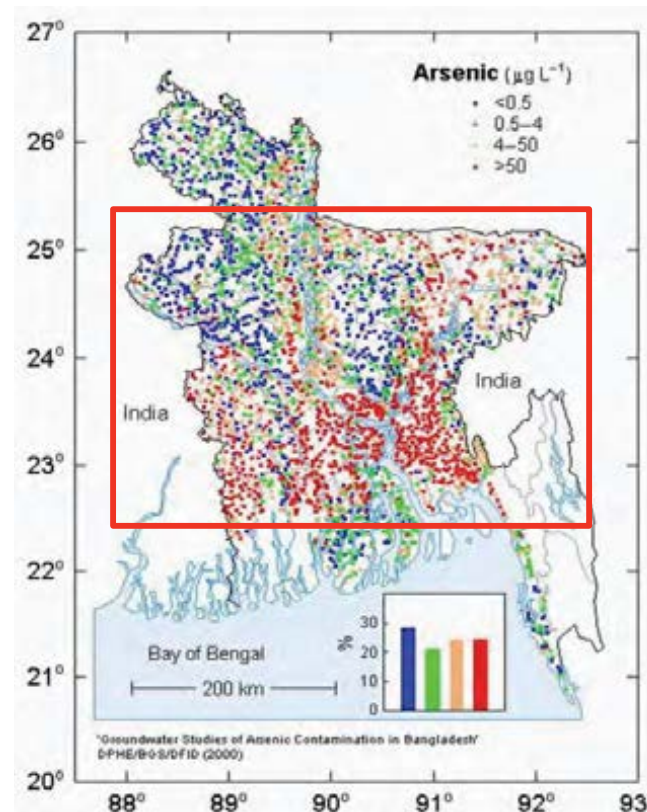 27°
26°
25°
24°
23°
22°
21°
20°
Arsenic (µg L⁻¹)
<0.5
0.5–4
4–50
>50
India
India
Bay of Bengal
200 km
%
30
20
10
0
'Groundwater Studies of Arsenic Contamination in Bangladesh'
DPHE/BGS/DFID (2000)
88° 89° 90° 91° 92° 93